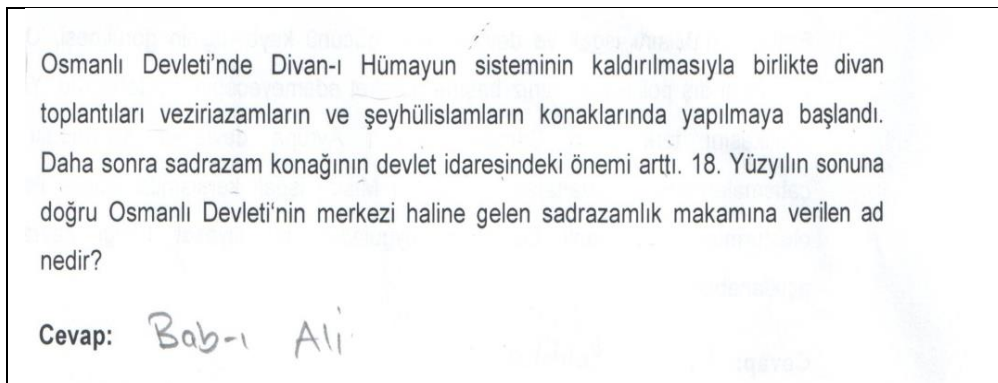 Osmanlı Devleti'nde Divan-ı Hümayun sisteminin kaldırılmasıyla birlikte divan
toplantıları veziriazamların ve şeyhülislamların konaklarında yapılmaya başlandı.
Daha sonra sadrazam konağının devlet idaresindeki önemi arttı. 18. Yüzyılın sonuna
doğru Osmanlı Devleti'nin merkezi haline gelen sadrazamlık makamına verilen ad
nedir?
Cevap: Bab-ı Ali